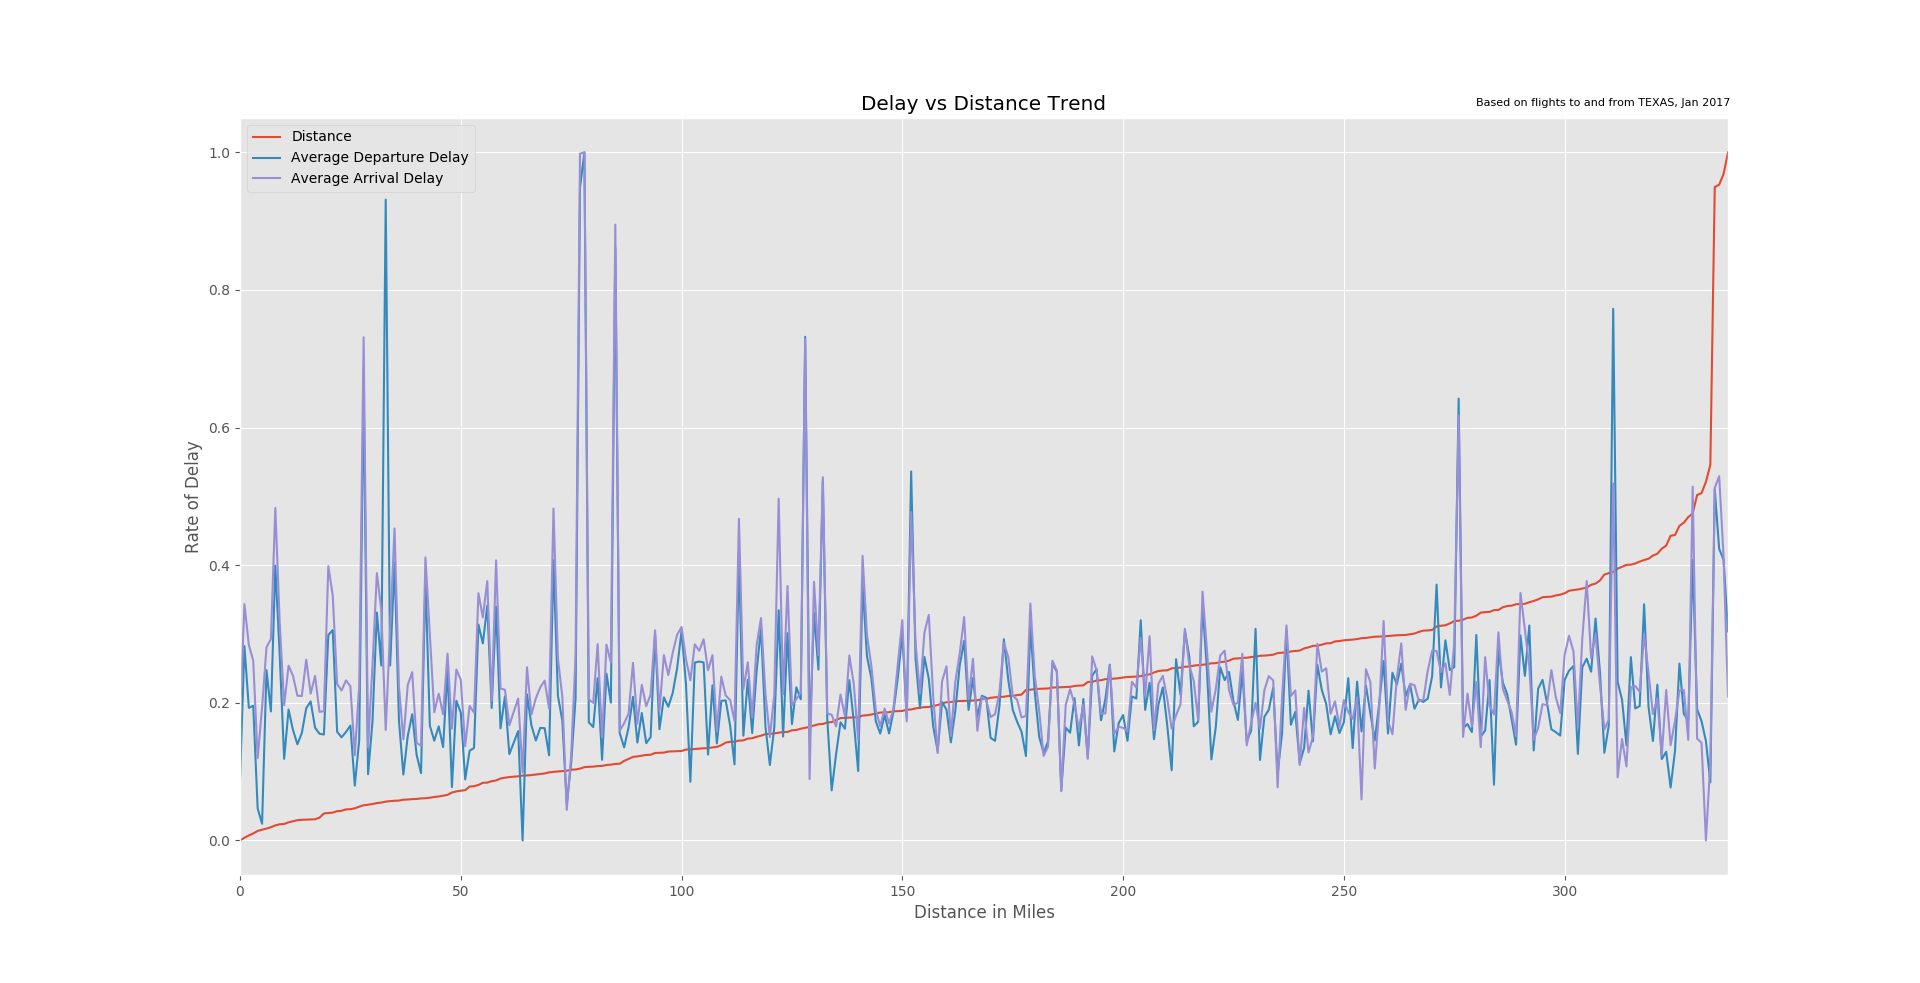 Delay vs Distance Trend
Based on flights to and from TEXAS, Jan 2017
Distance
Average Departure Delay
Average Arrival Delay
1.0
0.8
0.6
0.4
0.2
0.0
Rate of Delay
0 50 100 150 200 250 300
Distance in Miles